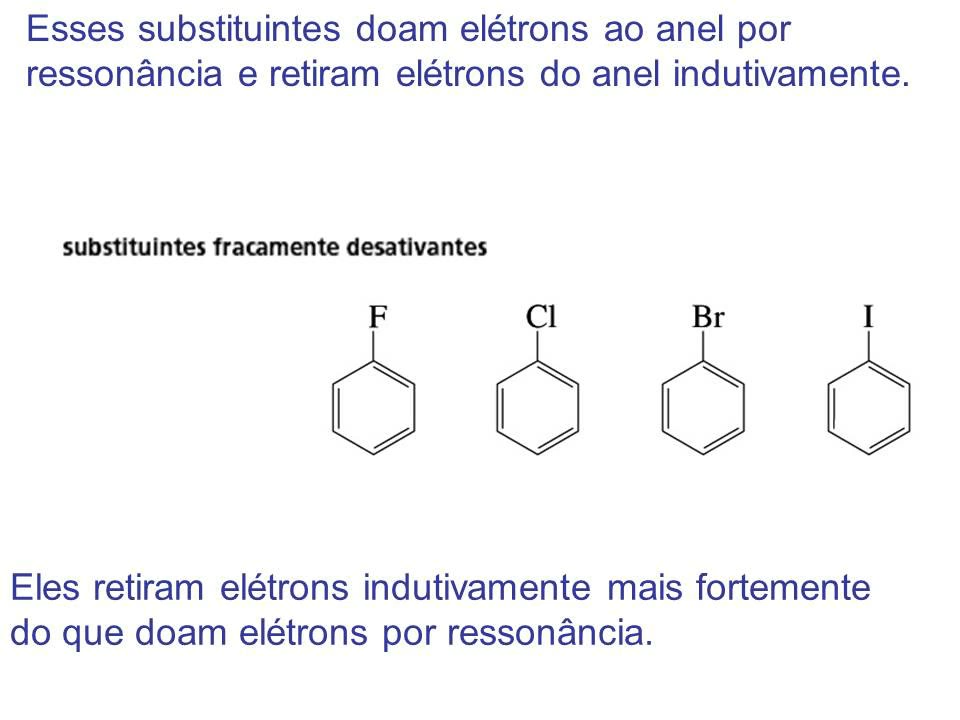 Esses substituintes doam elétrons ao anel por
ressonância e retiram elétrons do anel indutivamente.
substituintes fracamente desativantes
F Cl Br I
Eles retiram elétrons indutivamente mais fortemente
do que doam elétrons por ressonância.